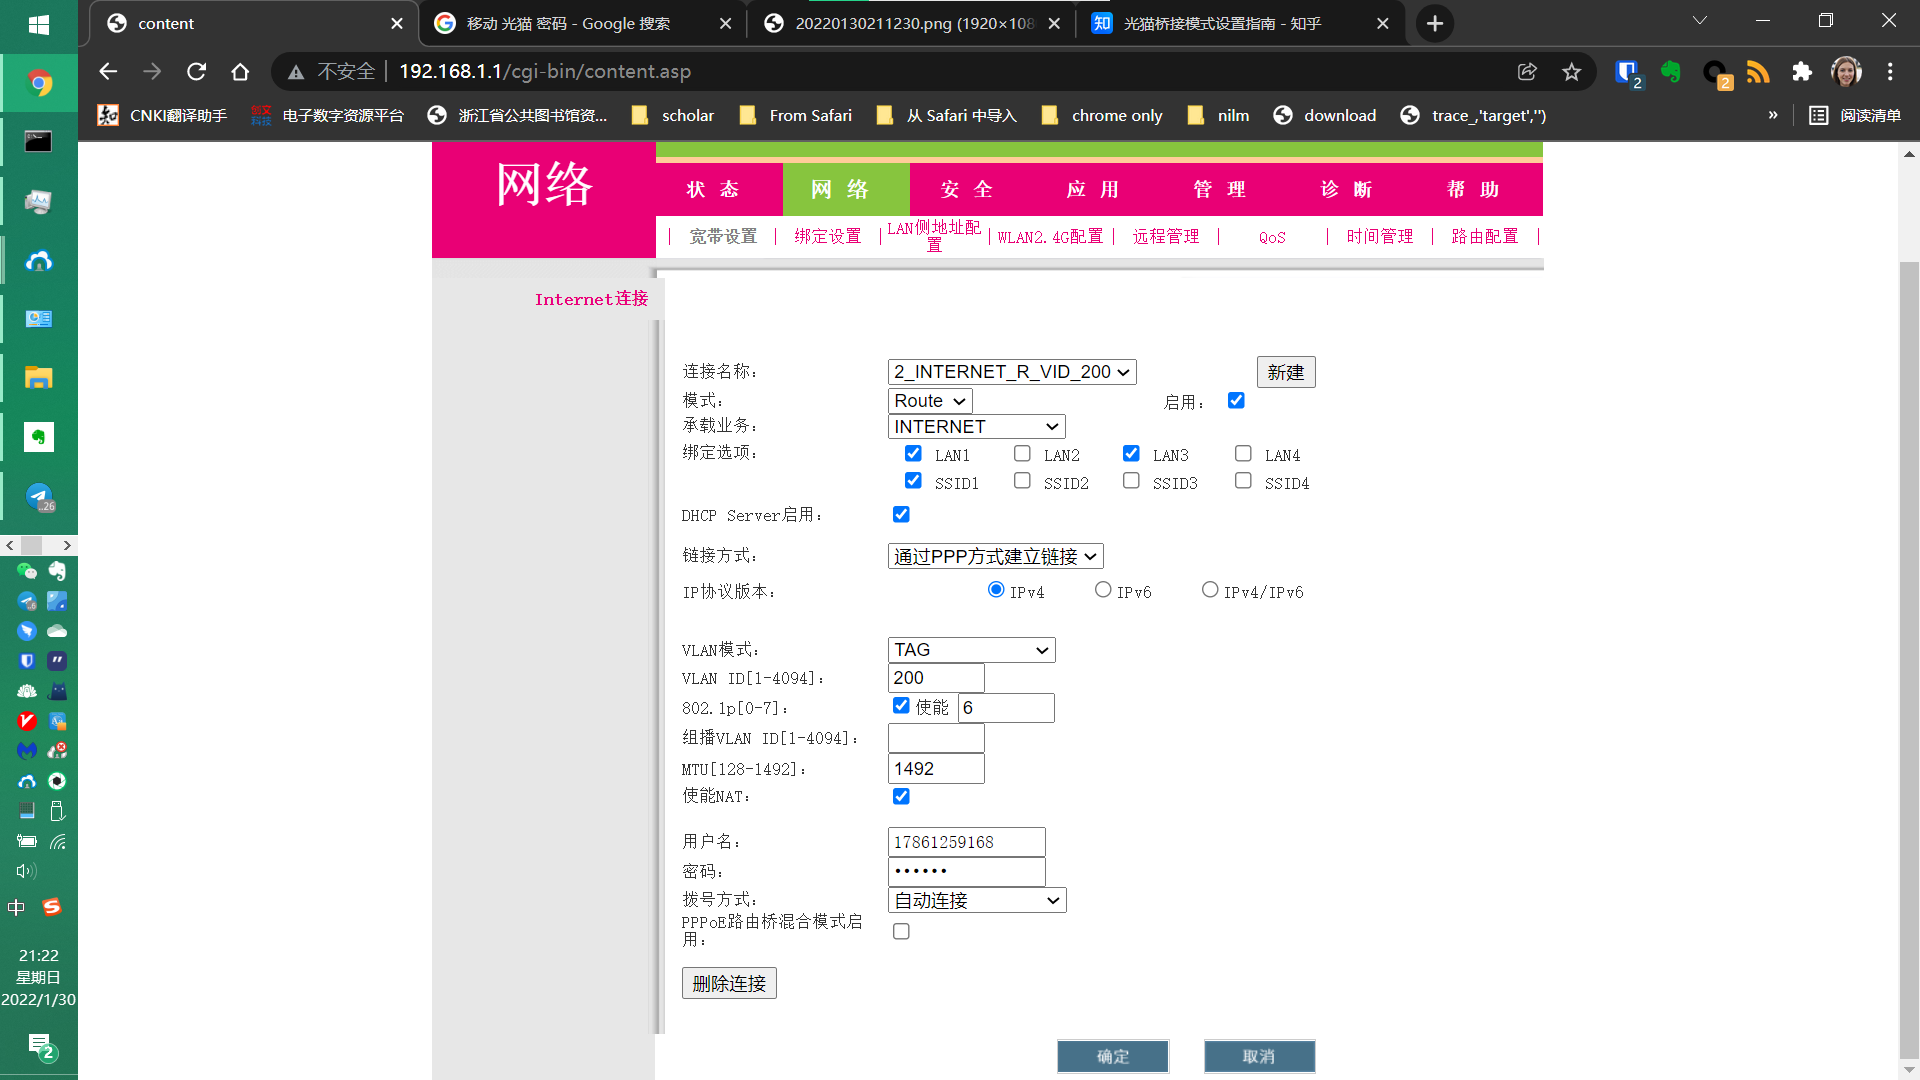 content
移动 光猫 密码 - Google 搜索
20220130211230.png (1920×108
光猫桥接模式设置指南 - 知乎
不安全
192.168.1.1/cgi-bin/content.asp
2
2
CNKI翻译助手
电子数字资源平台
浙江省公共图书馆资...
scholar
From Safari
从 Safari 中导入
chrome only
nilm
download
trace_,'target','')
»
阅读清单
网络
状 态
网 络
安 全
应 用
管 理
诊 断
帮 助
宽带设置
绑定设置
LAN侧地址配
置
WLAN2.4G配置
远程管理
QoS
时间管理
路由配置
Internet连接
连接名称：
2_INTERNET_R_VID_200
新建
模式：
Route
启用：
承载业务：
INTERNET
绑定选项：
LAN1
LAN2
LAN3
LAN4
SSID1
SSID2
SSID3
SSID4
DHCP Server启用：
链接方式：
通过PPP方式建立链接
IP协议版本：
IPv4
IPv6
IPv4/IPv6
VLAN模式：
TAG
VLAN ID[1-4094]：
200
802.1p[0-7]：
使能
6
组播VLAN ID[1-4094]：
MTU[128-1492]：
1492
使能NAT：
用户名：
17861259168
密码：
••••••
拨号方式：
自动连接
PPPoE路由桥混合模式启
用：
删除连接
确定
取消
..26
中
21:22
星期日
2022/1/30
2